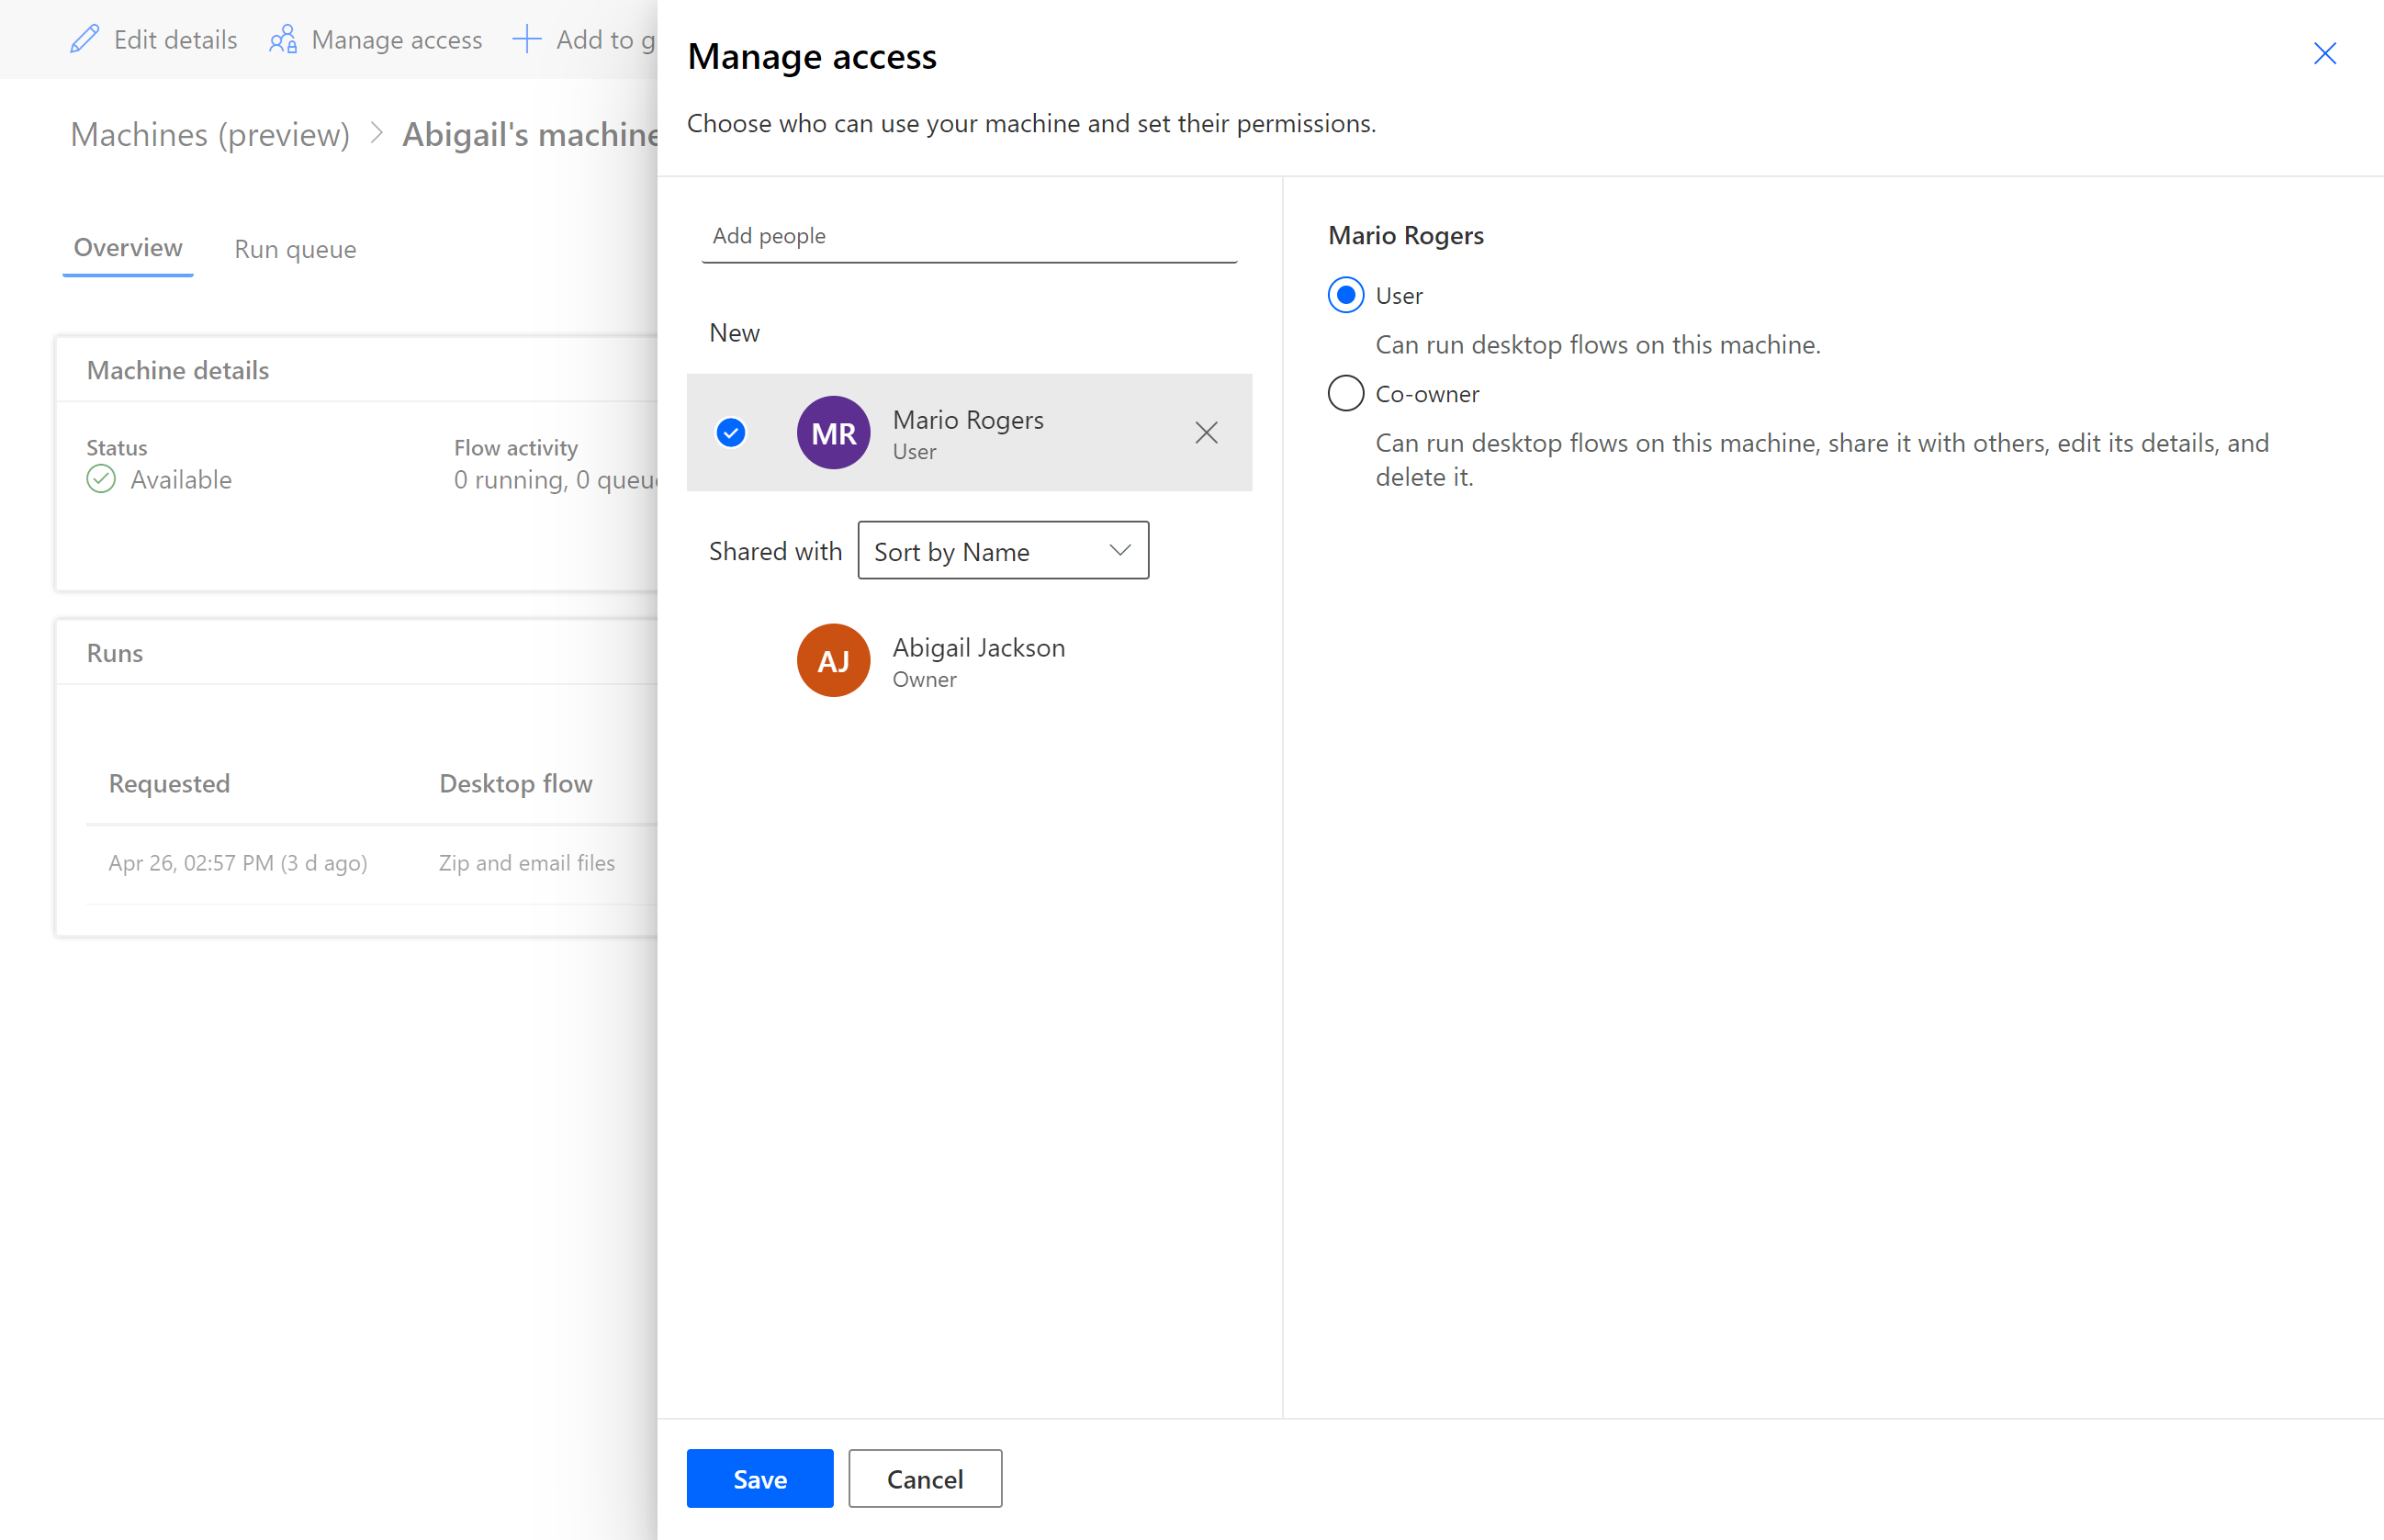 Edit details
Manage access
Add to g
Machines (preview)
Abigail's machine
Overview
Run queue
Machine details
Status
Available
Flow activity
0 running, 0 queu
Runs
Requested
Desktop flow
Apr 26, 02:57 PM (3 d ago)
Zip and email files
Manage access
Choose who can use your machine and set their permissions.
Add people
New
MR
Mario Rogers
User
Shared with
Sort by Name
AJ
Abigail Jackson
Owner
Mario Rogers
User
Can run desktop flows on this machine.
Co-owner
Can run desktop flows on this machine, share it with others, edit its details, and
delete it.
Save
Cancel